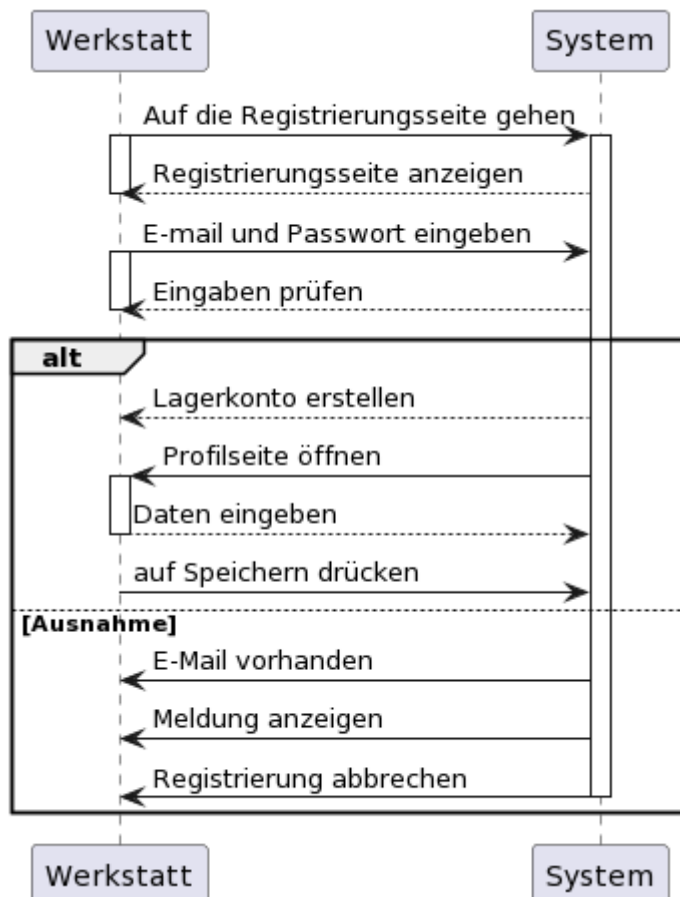 Werkstatt
System
Auf die Registrierungsseite gehen
Registrierungsseite anzeigen
E-mail und Passwort eingeben
Eingaben prüfen
alt
Lagerkonto erstellen
Profilseite öffnen
Daten eingeben
auf Speichern drücken
[Ausnahme]
E-Mail vorhanden
Meldung anzeigen
Registrierung abbrechen
Werkstatt
System